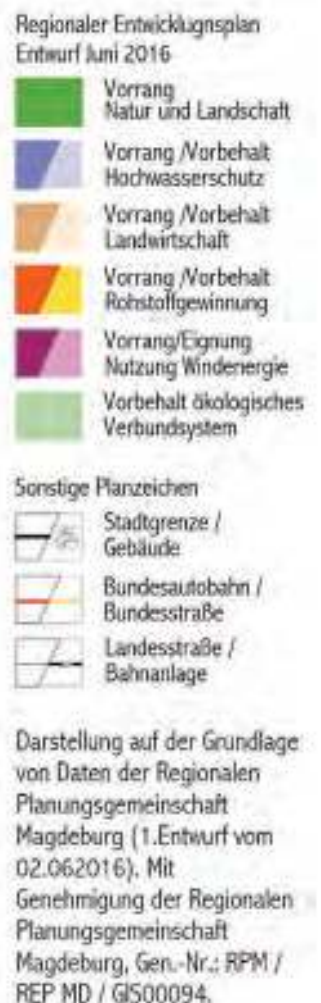 Regionaler Entwicklugnsplan
Entwurf Juni 2016
Vorrang
Natur und Landschaft
Vorrang /Vorbehalt
Hochwasserschutz
Vorrang /Vorbehalt
Landwirtschaft
Vorrang /Vorbehalt
Rohstoffgewinnung
Vorrang/Eignung
Nutzung Windenergie
Vorbehalt ökologisches
Verbundsystem
Sonstige Planzeichen
Stadtgrenze /
Gebäude
Bundesautobahn /
Bundesstraße
Landesstraße /
Bahnanlage
Darstellung auf der Grundlage
von Daten der Regionalen
Planungsgemeinschaft
Magdeburg (1.Entwurf vom
02.062016). Mit
Genehmigung der Regionalen
Planungsgemeinschaft
Magdeburg, Gen.-Nr.: RPM /
REP MD / GIS00094.